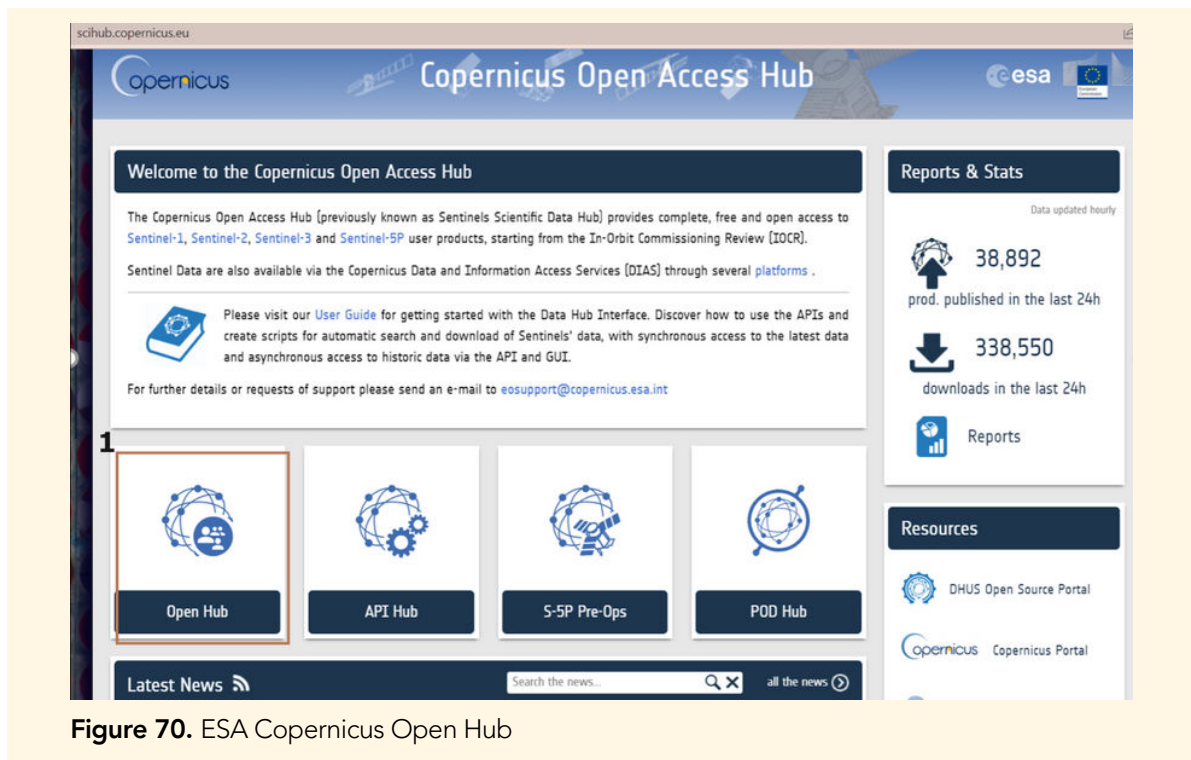 scihub.copernicus.eu
opernicus
Copernicus Open Access Hub
esa
Welcome to the Copernicus Open Access Hub
The Copernicus Open Access Hub (previously known as Sentinels Scientific Data Hub) provides complete, free and open access to
Sentinel-1, Sentinel-2, Sentinel-3 and Sentinel-5P user products, starting from the In-Orbit Commissioning Review (IOCR).
Sentinel Data are also available via the Copernicus Data and Information Access Services (DIAS) through several platforms .
Please visit our User Guide for getting started with the Data Hub Interface. Discover how to use the APIs and
create scripts for automatic search and download of Sentinels' data, with synchronous access to the latest data
and asynchronous access to historic data via the API and GUI.
For further details or requests of support please send an e-mail to eosupport@copernicus.esa.int
Reports & Stats
Data updated hourly
38,892
prod. published in the last 24h
338,550
downloads in the last 24h
Reports
1
Open Hub
API Hub
S-5P Pre-Ops
POD Hub
Resources
DHUS Open Source Portal
opernicus Copernicus Portal
Latest News
Search the news...
all the news
Figure 70. ESA Copernicus Open Hub